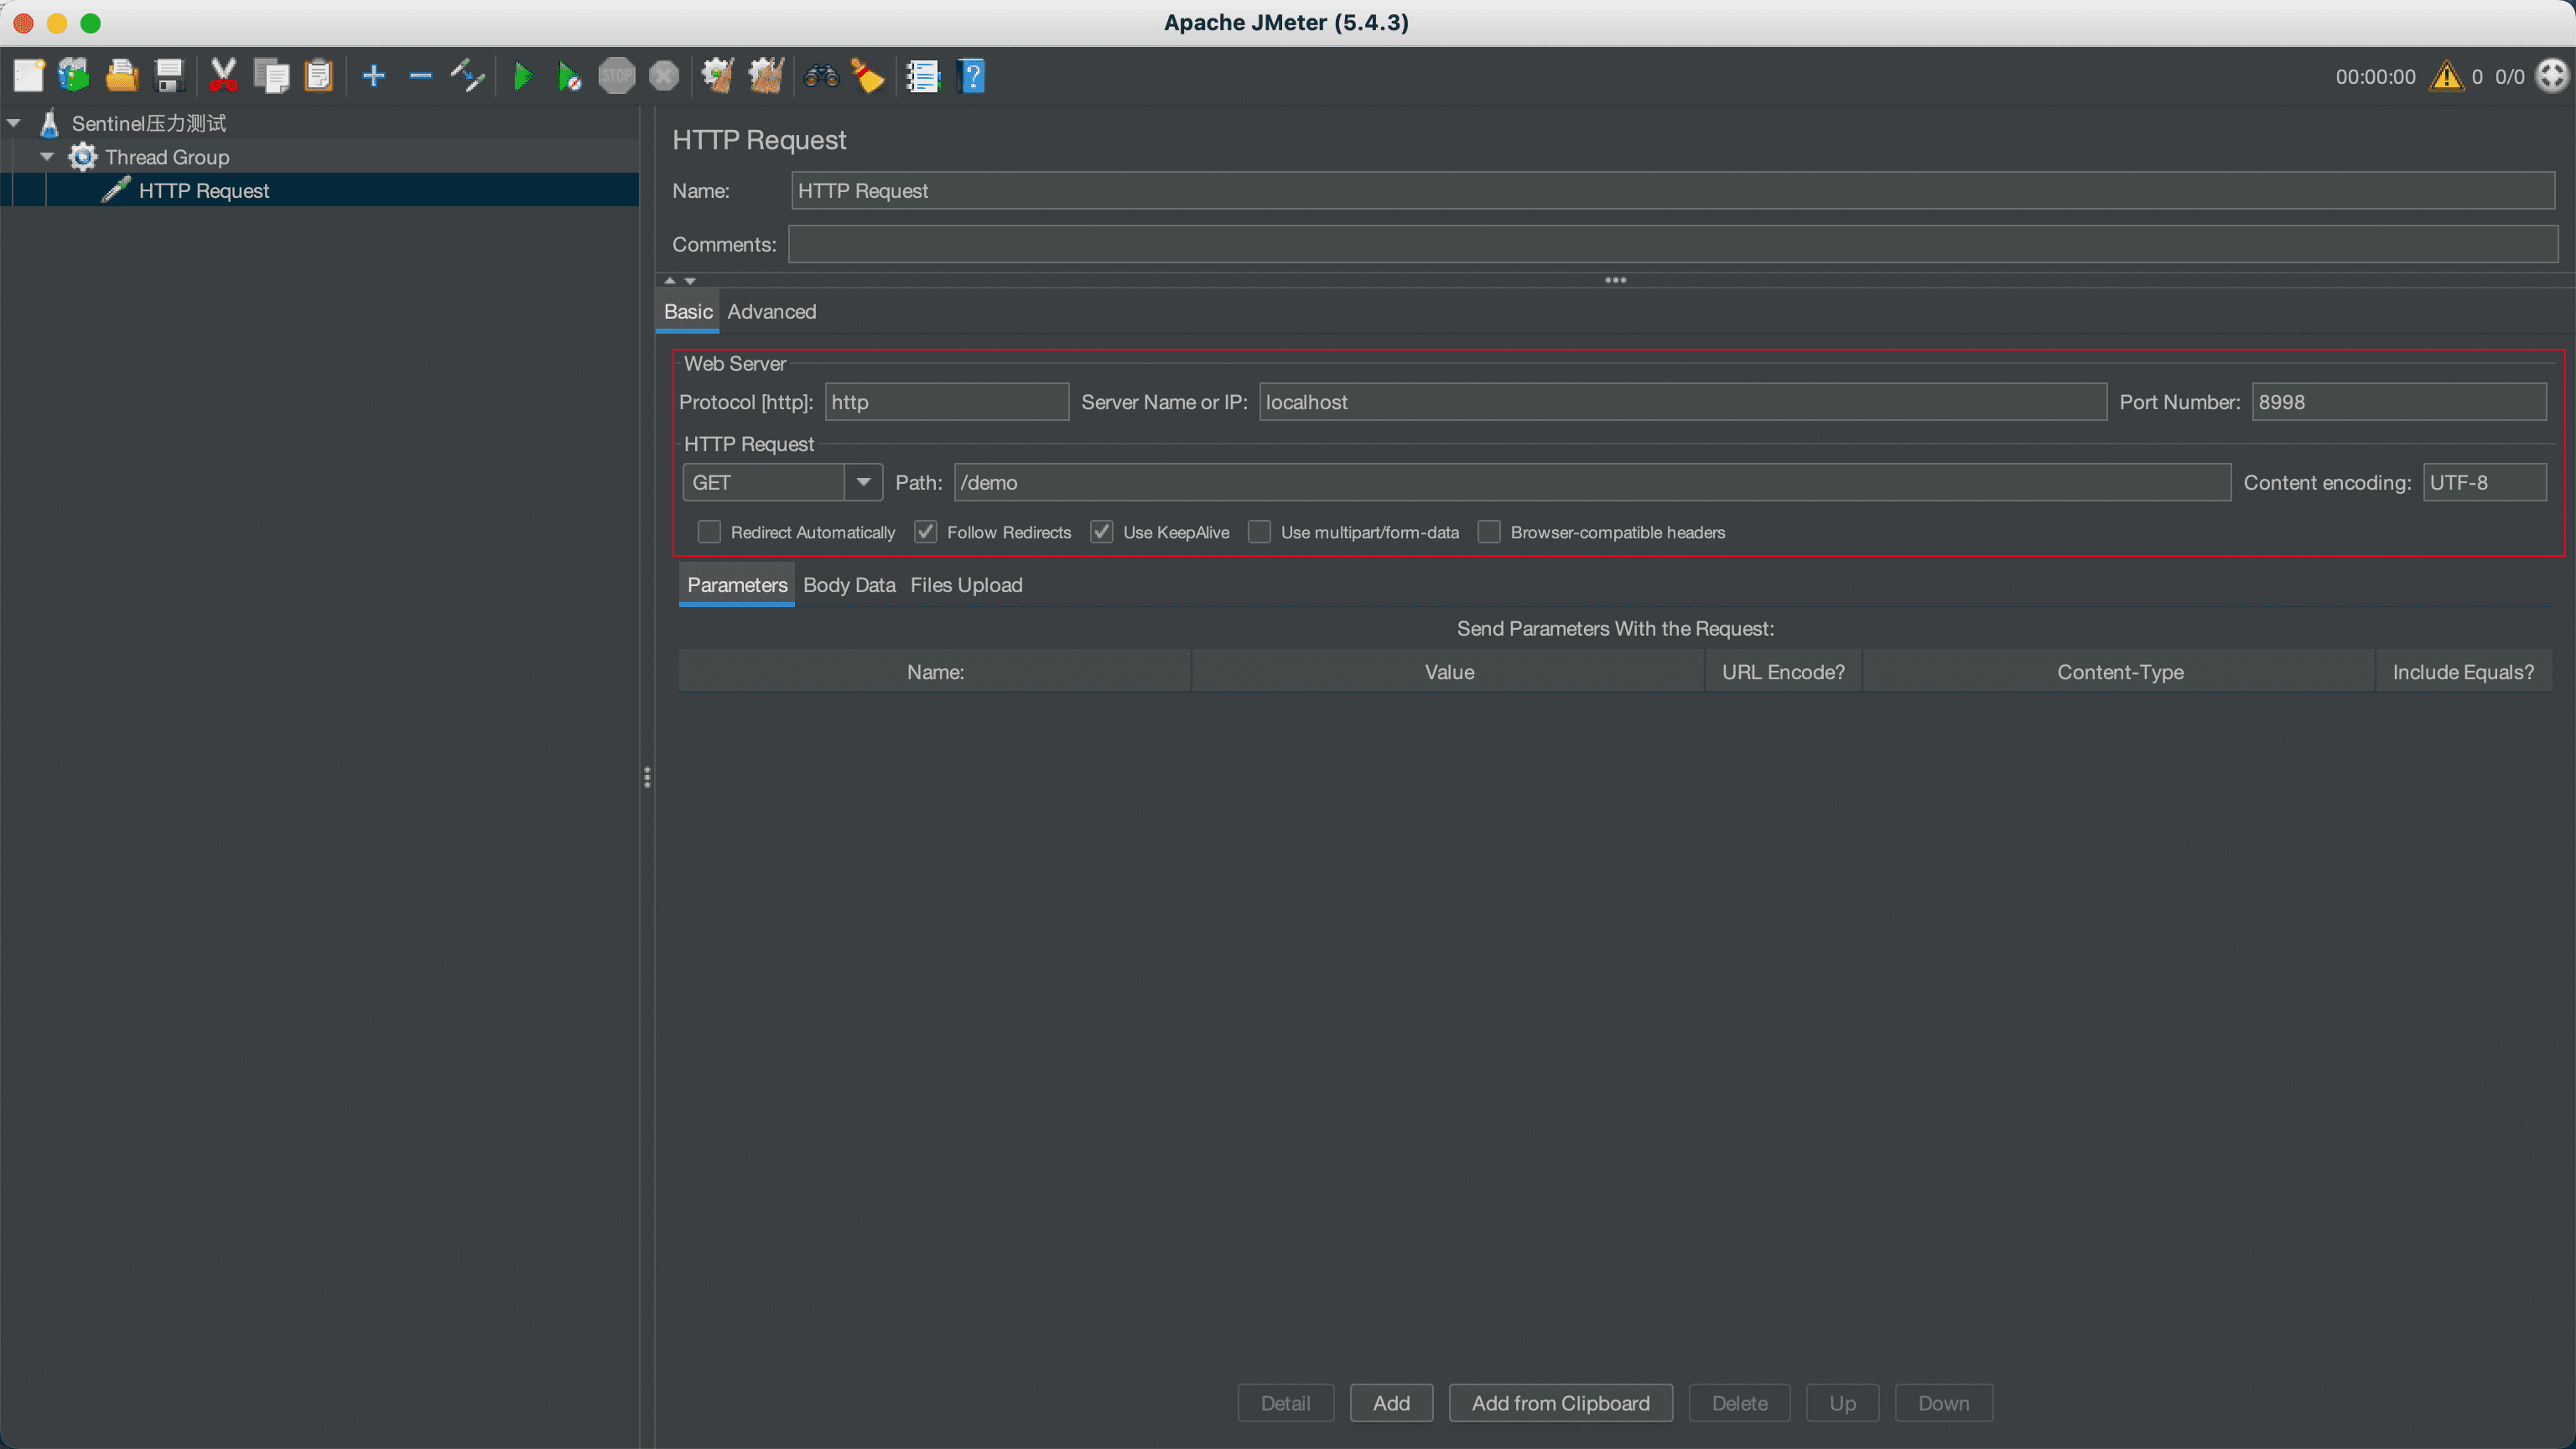 Apache JMeter (5.4.3)
STOP
?
00:00:00 0 0/0
Sentinel压力测试
Thread Group
HTTP Request
HTTP Request
Name: HTTP Request
Comments:
Basic Advanced
Web Server
Protocol [http]: http Server Name or IP: localhost Port Number: 8998
HTTP Request
GET Path: /demo Content encoding: UTF-8
Redirect Automatically Follow Redirects Use KeepAlive Use multipart/form-data Browser-compatible headers
Parameters Body Data Files Upload
Send Parameters With the Request:
Name: Value URL Encode? Content-Type Include Equals?
Detail Add Add from Clipboard Delete Up Down